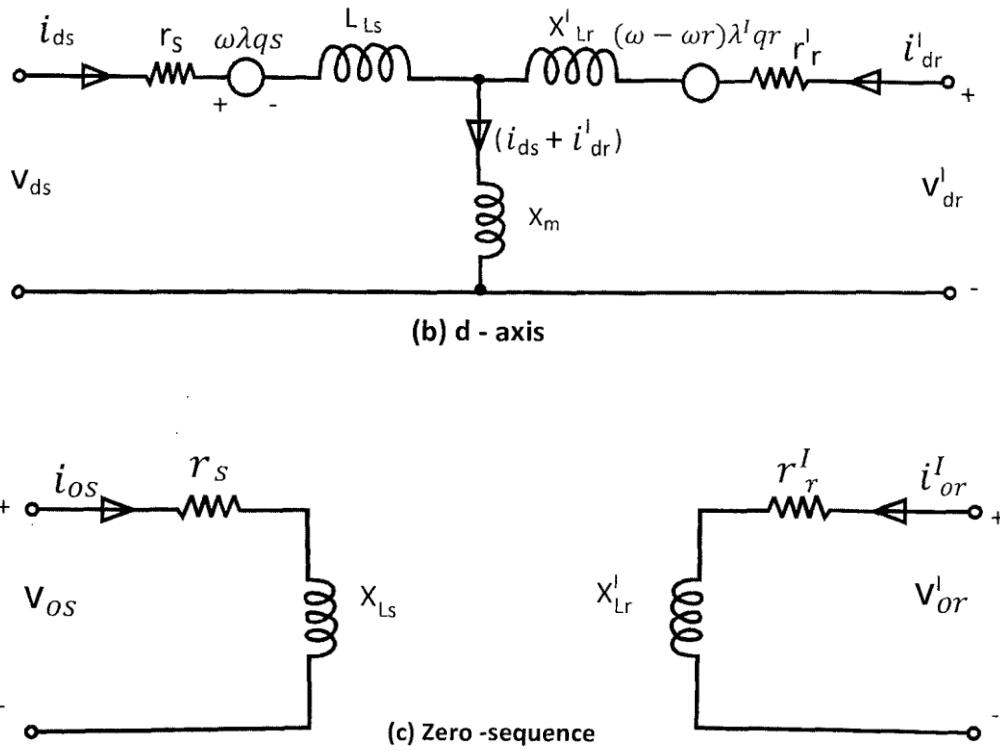 i_ds r_S ωλqs L_Ls X^I_Lr (ω − ωr)λ^I qr r^I_r i^I_dr
+ - +
(i_ds + i^I_dr)
V_ds V^I_dr
X_m
-
(b) d - axis
i_os r_S r^I_r i^I_or
+ +
V_os X_Ls X^I_Lr V^I_or
- -
(c) Zero -sequence